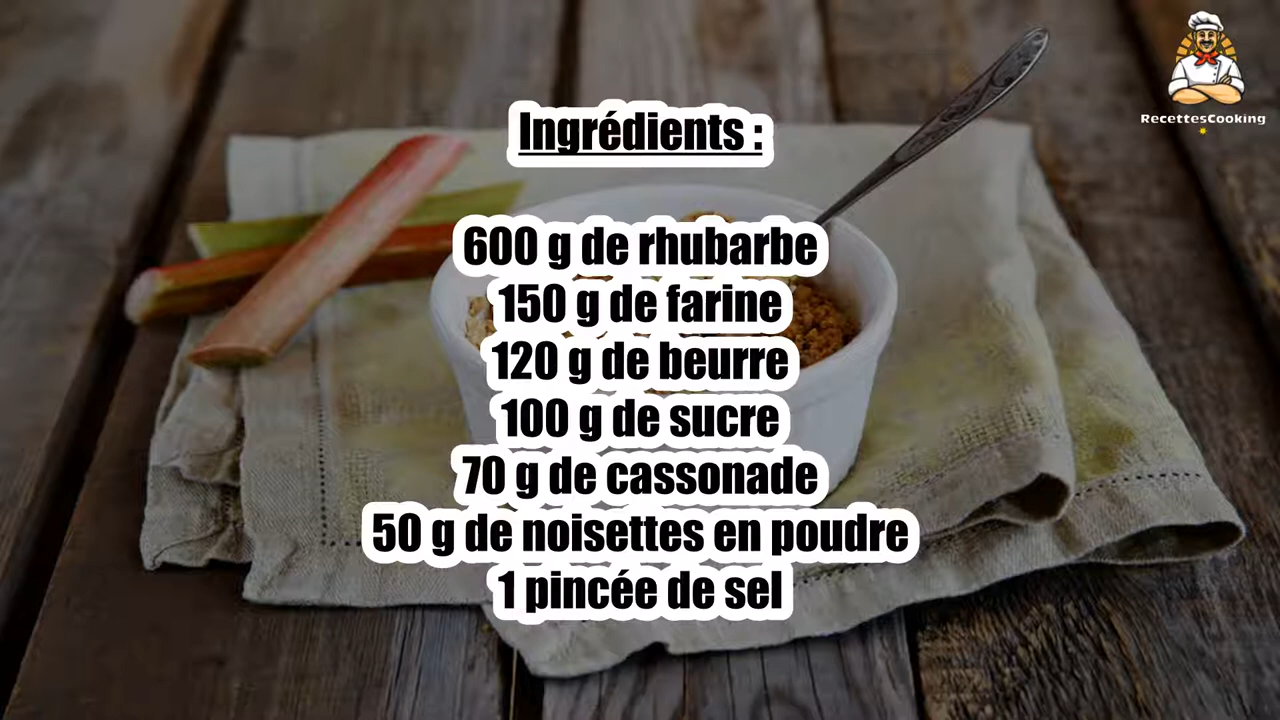 RecettesCooking
Ingrédients :
600 g de rhubarbe
150 g de farine
120 g de beurre
100 g de sucre
70 g de cassonade
50 g de noisettes en poudre
1 pincée de sel